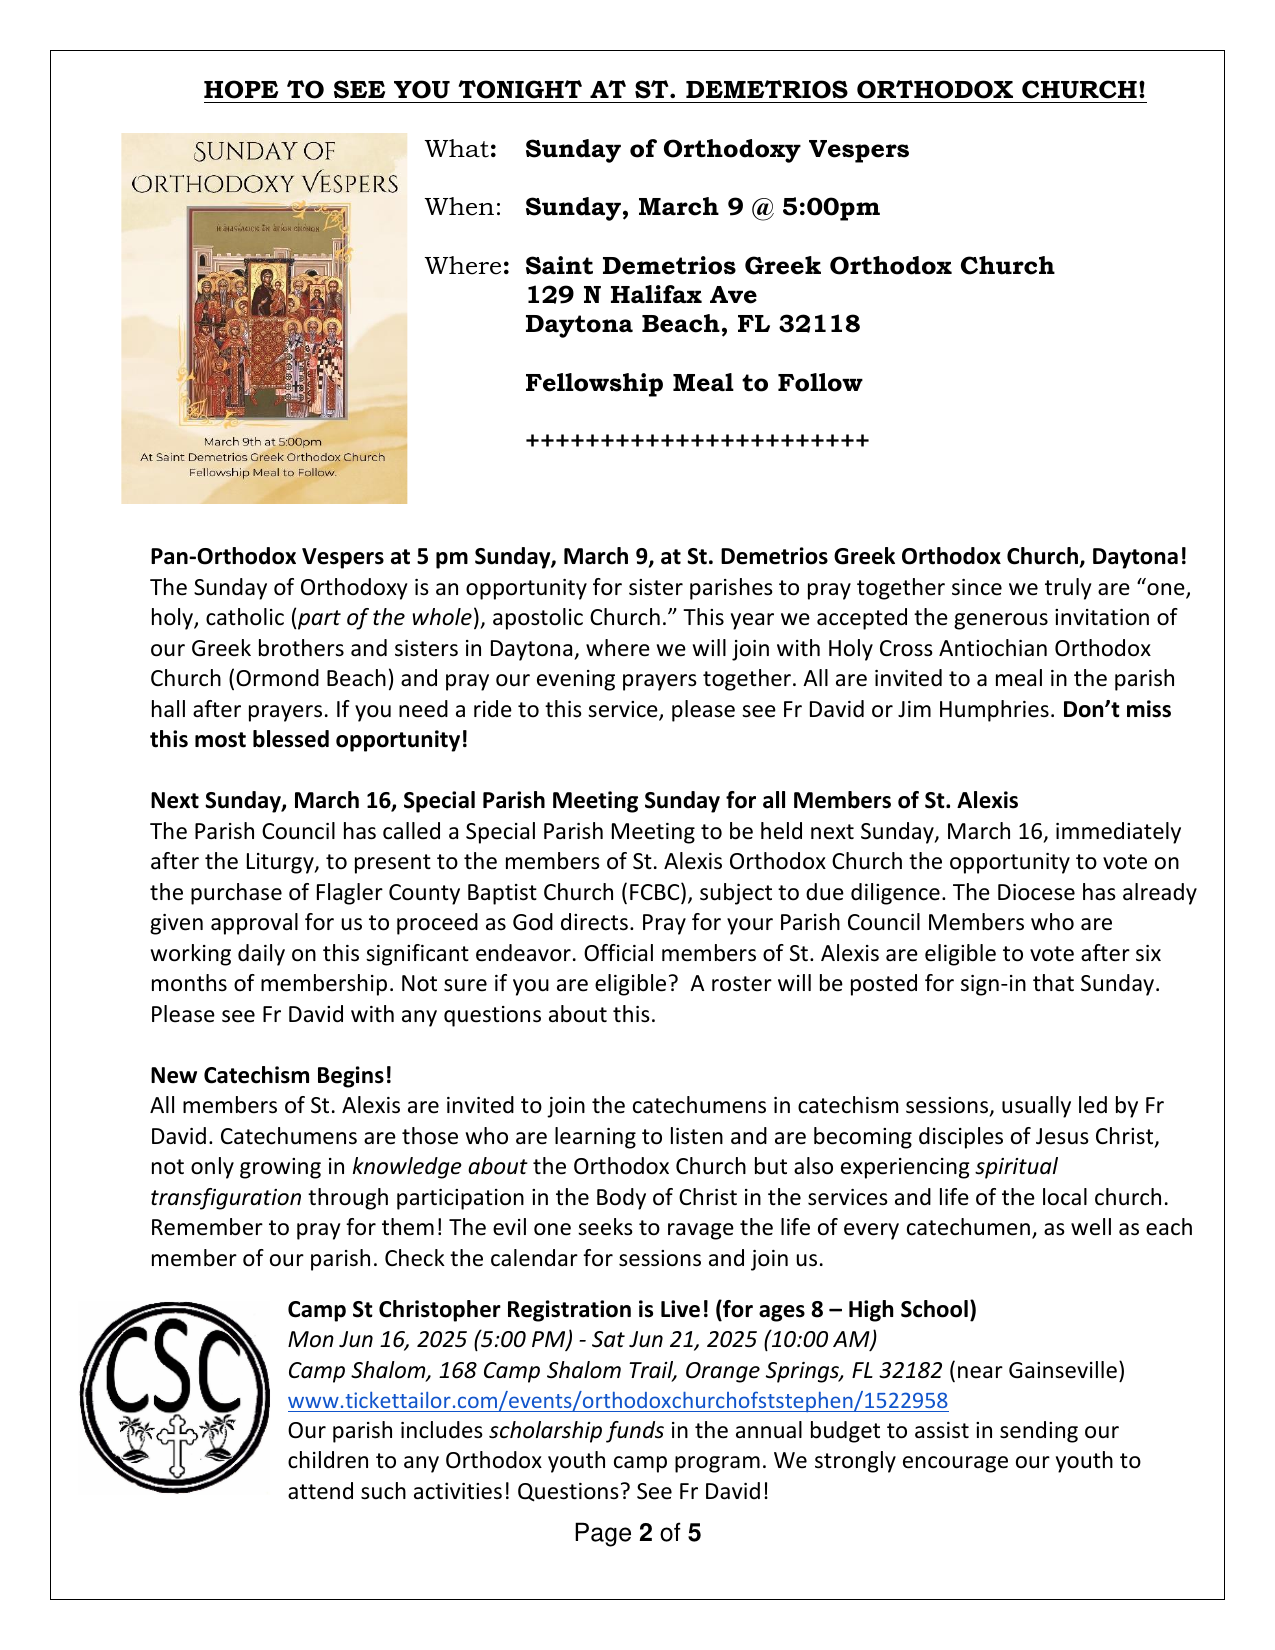 HOPE TO SEE YOU TONIGHT AT ST. DEMETRIOS ORTHODOX CHURCH!
SUNDAY OF
ORTHODOXY VESPERS
March 9th at 5:00pm
At Saint Demetrios Greek Orthodox Church
Fellowship Meal to Follow.
What: Sunday of Orthodoxy Vespers
When: Sunday, March 9 @ 5:00pm
Where: Saint Demetrios Greek Orthodox Church
129 N Halifax Ave
Daytona Beach, FL 32118
Fellowship Meal to Follow
++++++++++++++++++++++
Pan-Orthodox Vespers at 5 pm Sunday, March 9, at St. Demetrios Greek Orthodox Church, Daytona!
The Sunday of Orthodoxy is an opportunity for sister parishes to pray together since we truly are “one,
holy, catholic (part of the whole), apostolic Church.” This year we accepted the generous invitation of
our Greek brothers and sisters in Daytona, where we will join with Holy Cross Antiochian Orthodox
Church (Ormond Beach) and pray our evening prayers together. All are invited to a meal in the parish
hall after prayers. If you need a ride to this service, please see Fr David or Jim Humphries. Don’t miss
this most blessed opportunity!
Next Sunday, March 16, Special Parish Meeting Sunday for all Members of St. Alexis
The Parish Council has called a Special Parish Meeting to be held next Sunday, March 16, immediately
after the Liturgy, to present to the members of St. Alexis Orthodox Church the opportunity to vote on
the purchase of Flagler County Baptist Church (FCBC), subject to due diligence. The Diocese has already
given approval for us to proceed as God directs. Pray for your Parish Council Members who are
working daily on this significant endeavor. Official members of St. Alexis are eligible to vote after six
months of membership. Not sure if you are eligible?  A roster will be posted for sign-in that Sunday.
Please see Fr David with any questions about this.
New Catechism Begins!
All members of St. Alexis are invited to join the catechumens in catechism sessions, usually led by Fr
David. Catechumens are those who are learning to listen and are becoming disciples of Jesus Christ,
not only growing in knowledge about the Orthodox Church but also experiencing spiritual
transfiguration through participation in the Body of Christ in the services and life of the local church.
Remember to pray for them! The evil one seeks to ravage the life of every catechumen, as well as each
member of our parish. Check the calendar for sessions and join us.
CSC
Camp St Christopher Registration is Live! (for ages 8 – High School)
Mon Jun 16, 2025 (5:00 PM) - Sat Jun 21, 2025 (10:00 AM)
Camp Shalom, 168 Camp Shalom Trail, Orange Springs, FL 32182 (near Gainseville)
www.tickettailor.com/events/orthodoxchurchofststephen/1522958
Our parish includes scholarship funds in the annual budget to assist in sending our
children to any Orthodox youth camp program. We strongly encourage our youth to
attend such activities! Questions? See Fr David!
Page 2 of 5